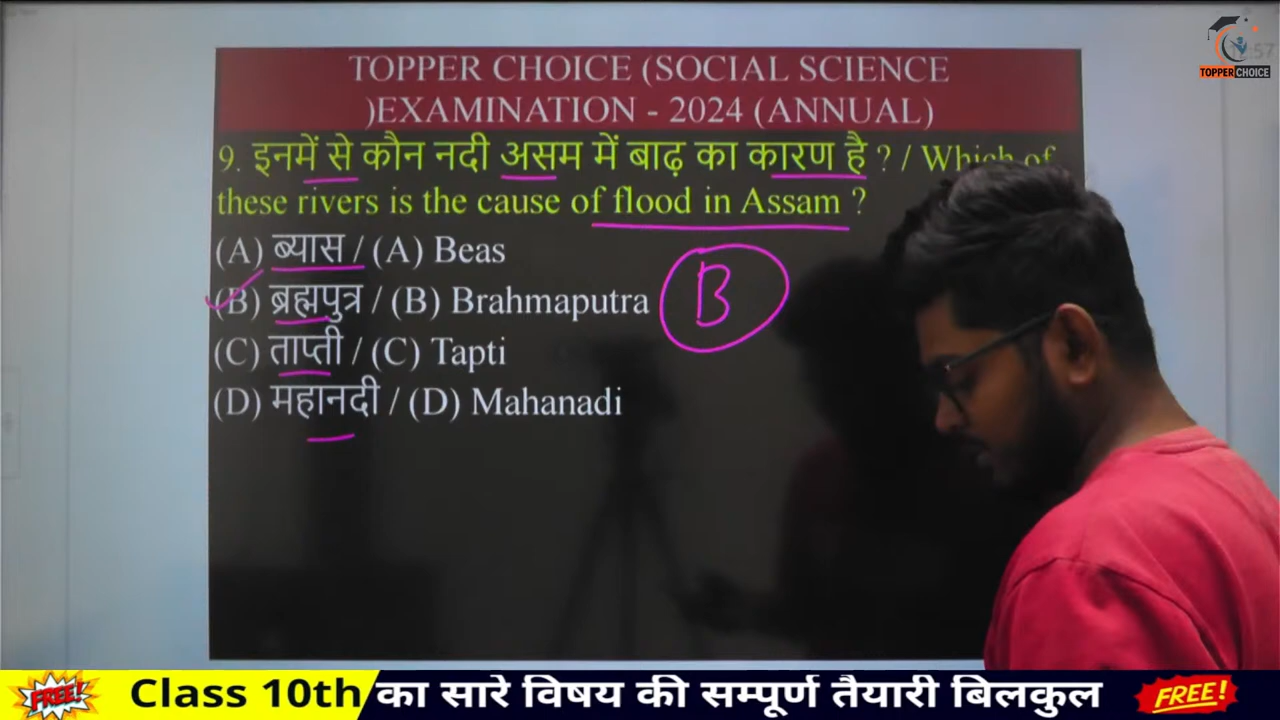 TOPPER CHOICE (SOCIAL SCIENCE
)EXAMINATION - 2024 (ANNUAL)
9. इनमें से कौन नदी असम में बाढ़ का कारण है ? / Which of
these rivers is the cause of flood in Assam ?
(A) ब्यास / (A) Beas
(B) ब्रह्मपुत्र / (B) Brahmaputra
B
(C) ताप्ती / (C) Tapti
(D) महानदी / (D) Mahanadi
TOPPER CHOICE
FREE! Class 10th का सारे विषय की सम्पूर्ण तैयारी बिलकुल FREE!